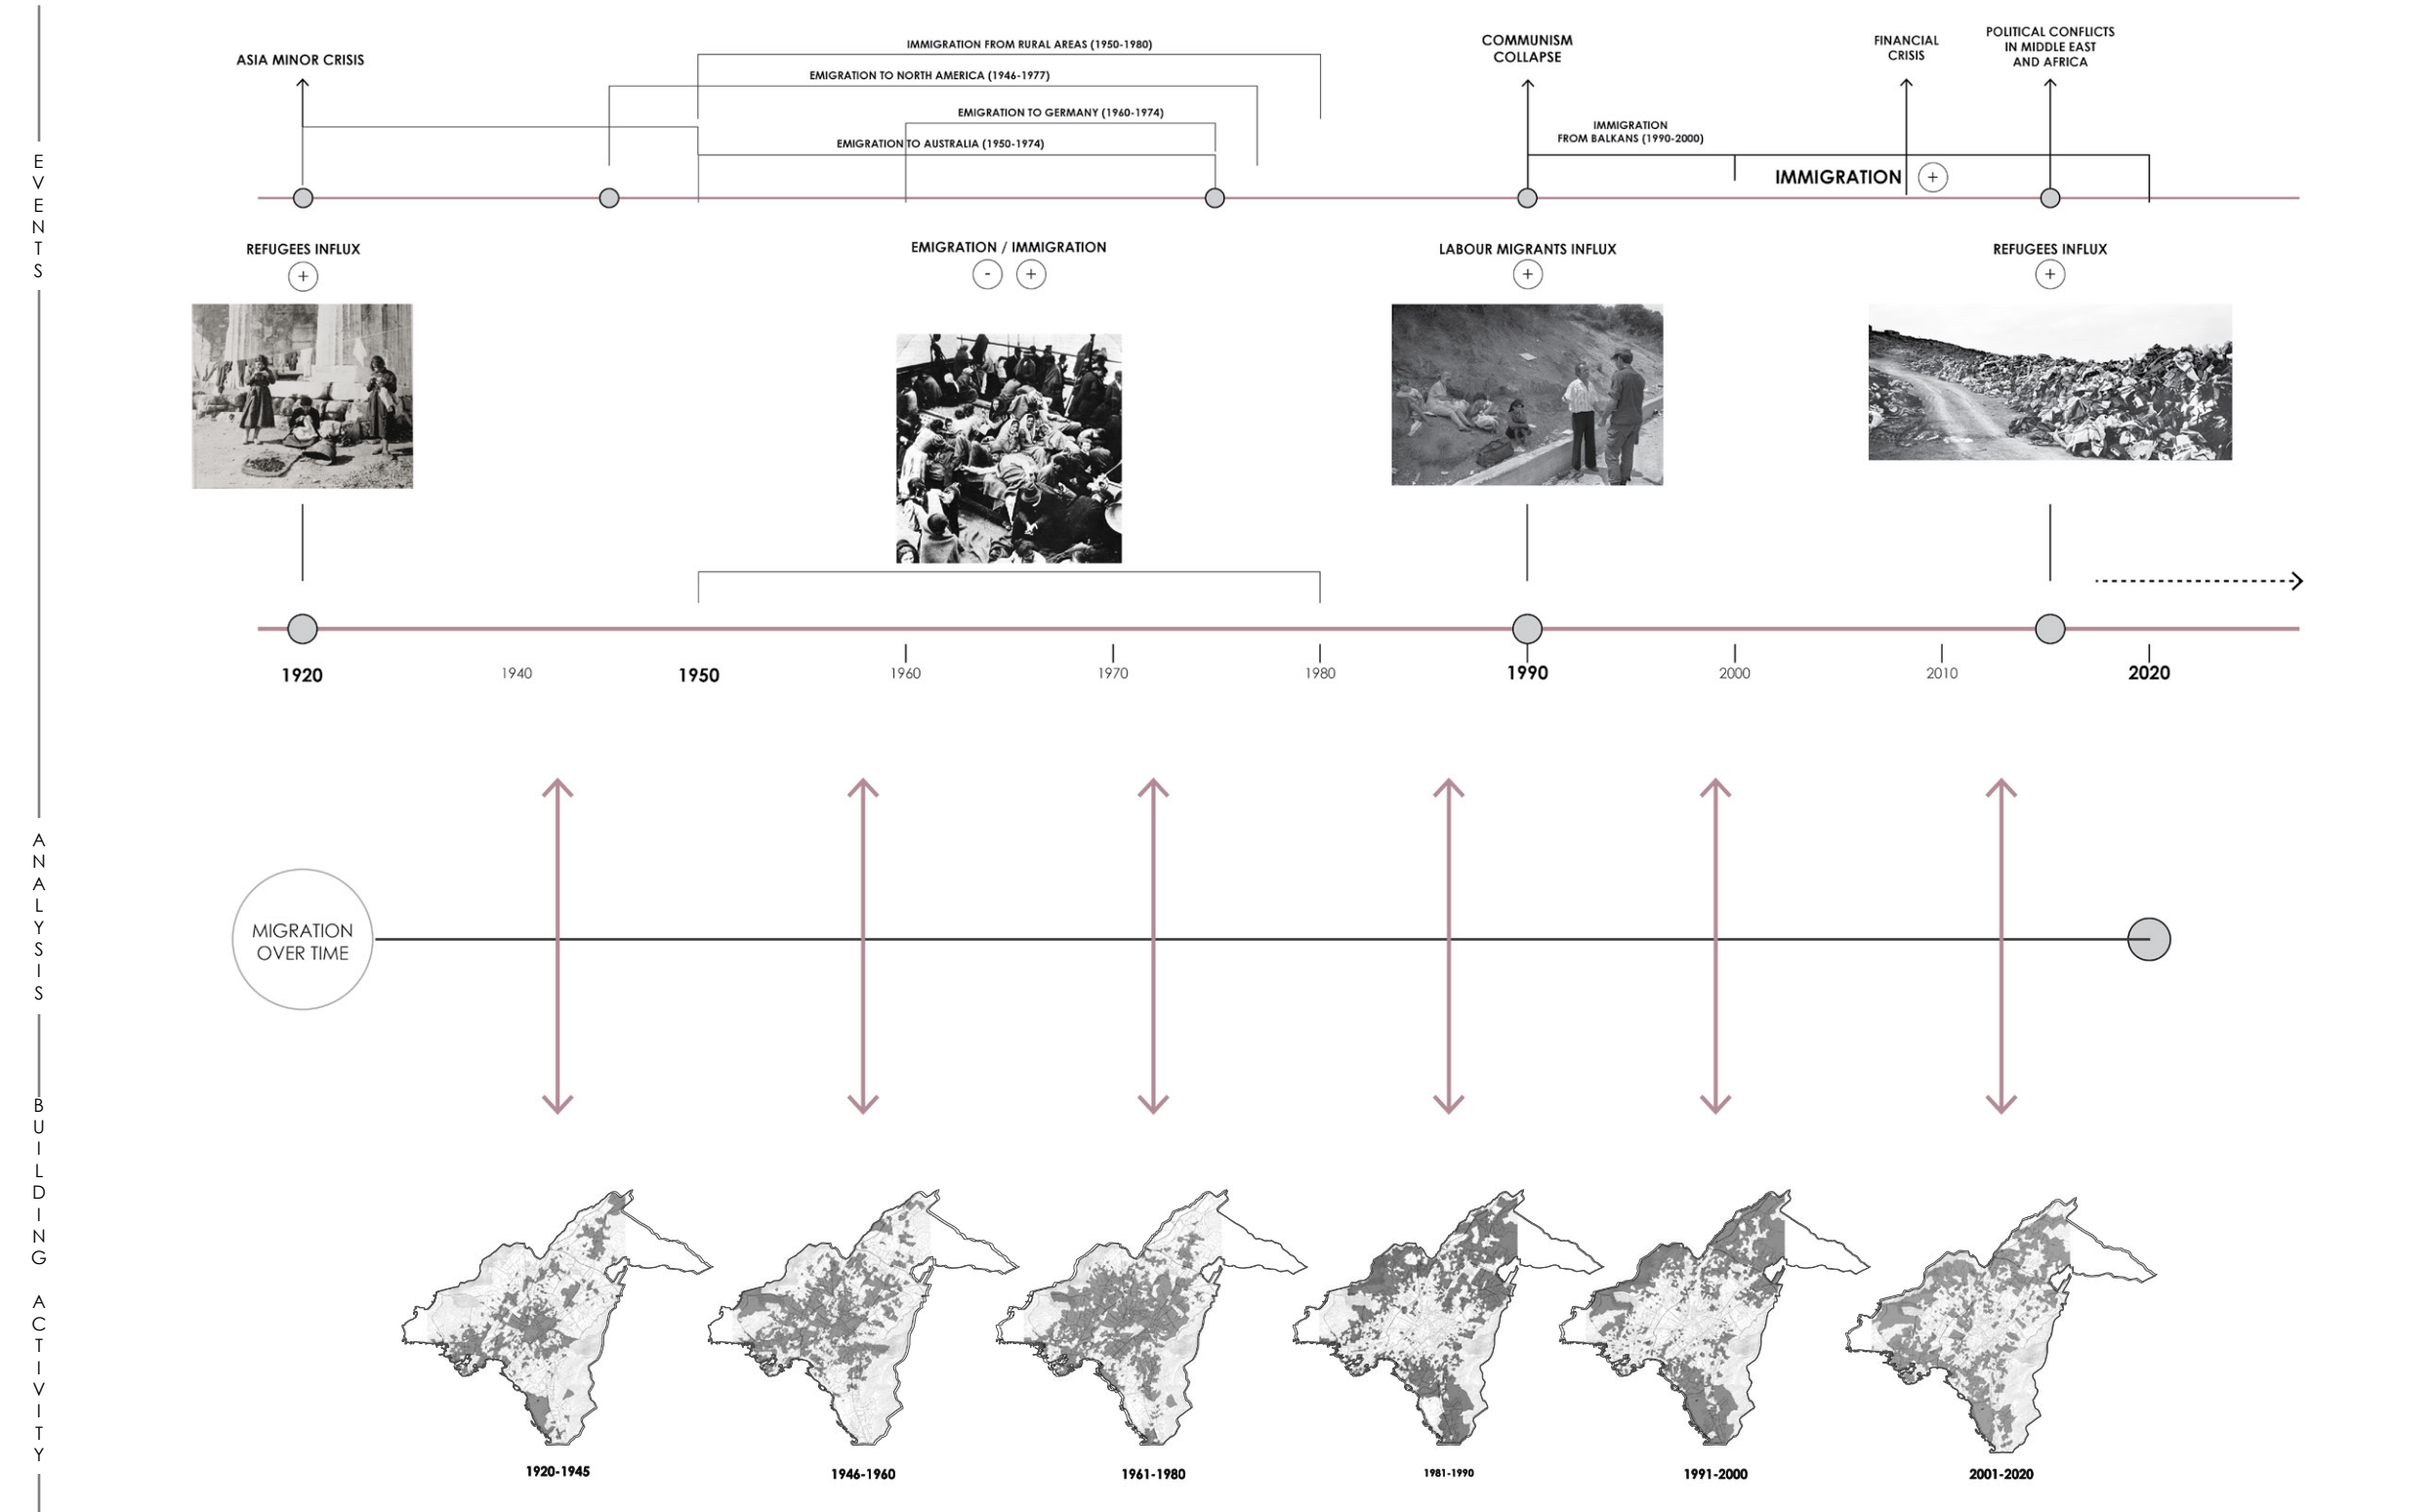 EVENTS
ANALYSIS
BUILDING ACTIVITY
ASIA MINOR CRISIS
IMMIGRATION FROM RURAL AREAS (1950-1980)
EMIGRATION TO NORTH AMERICA (1946-1977)
EMIGRATION TO GERMANY (1960-1974)
EMIGRATION TO AUSTRALIA (1950-1974)
COMMUNISM
COLLAPSE
IMMIGRATION
FROM BALKANS (1990-2000)
FINANCIAL
CRISIS
POLITICAL CONFLICTS
IN MIDDLE EAST
AND AFRICA
IMMIGRATION +
REFUGEES INFLUX
+
EMIGRATION / IMMIGRATION
- +
LABOUR MIGRANTS INFLUX
+
REFUGEES INFLUX
+
1920 1940 1950 1960 1970 1980 1990 2000 2010 2020
MIGRATION
OVER TIME
1920-1945 1946-1960 1961-1980 1981-1990 1991-2000 2001-2020